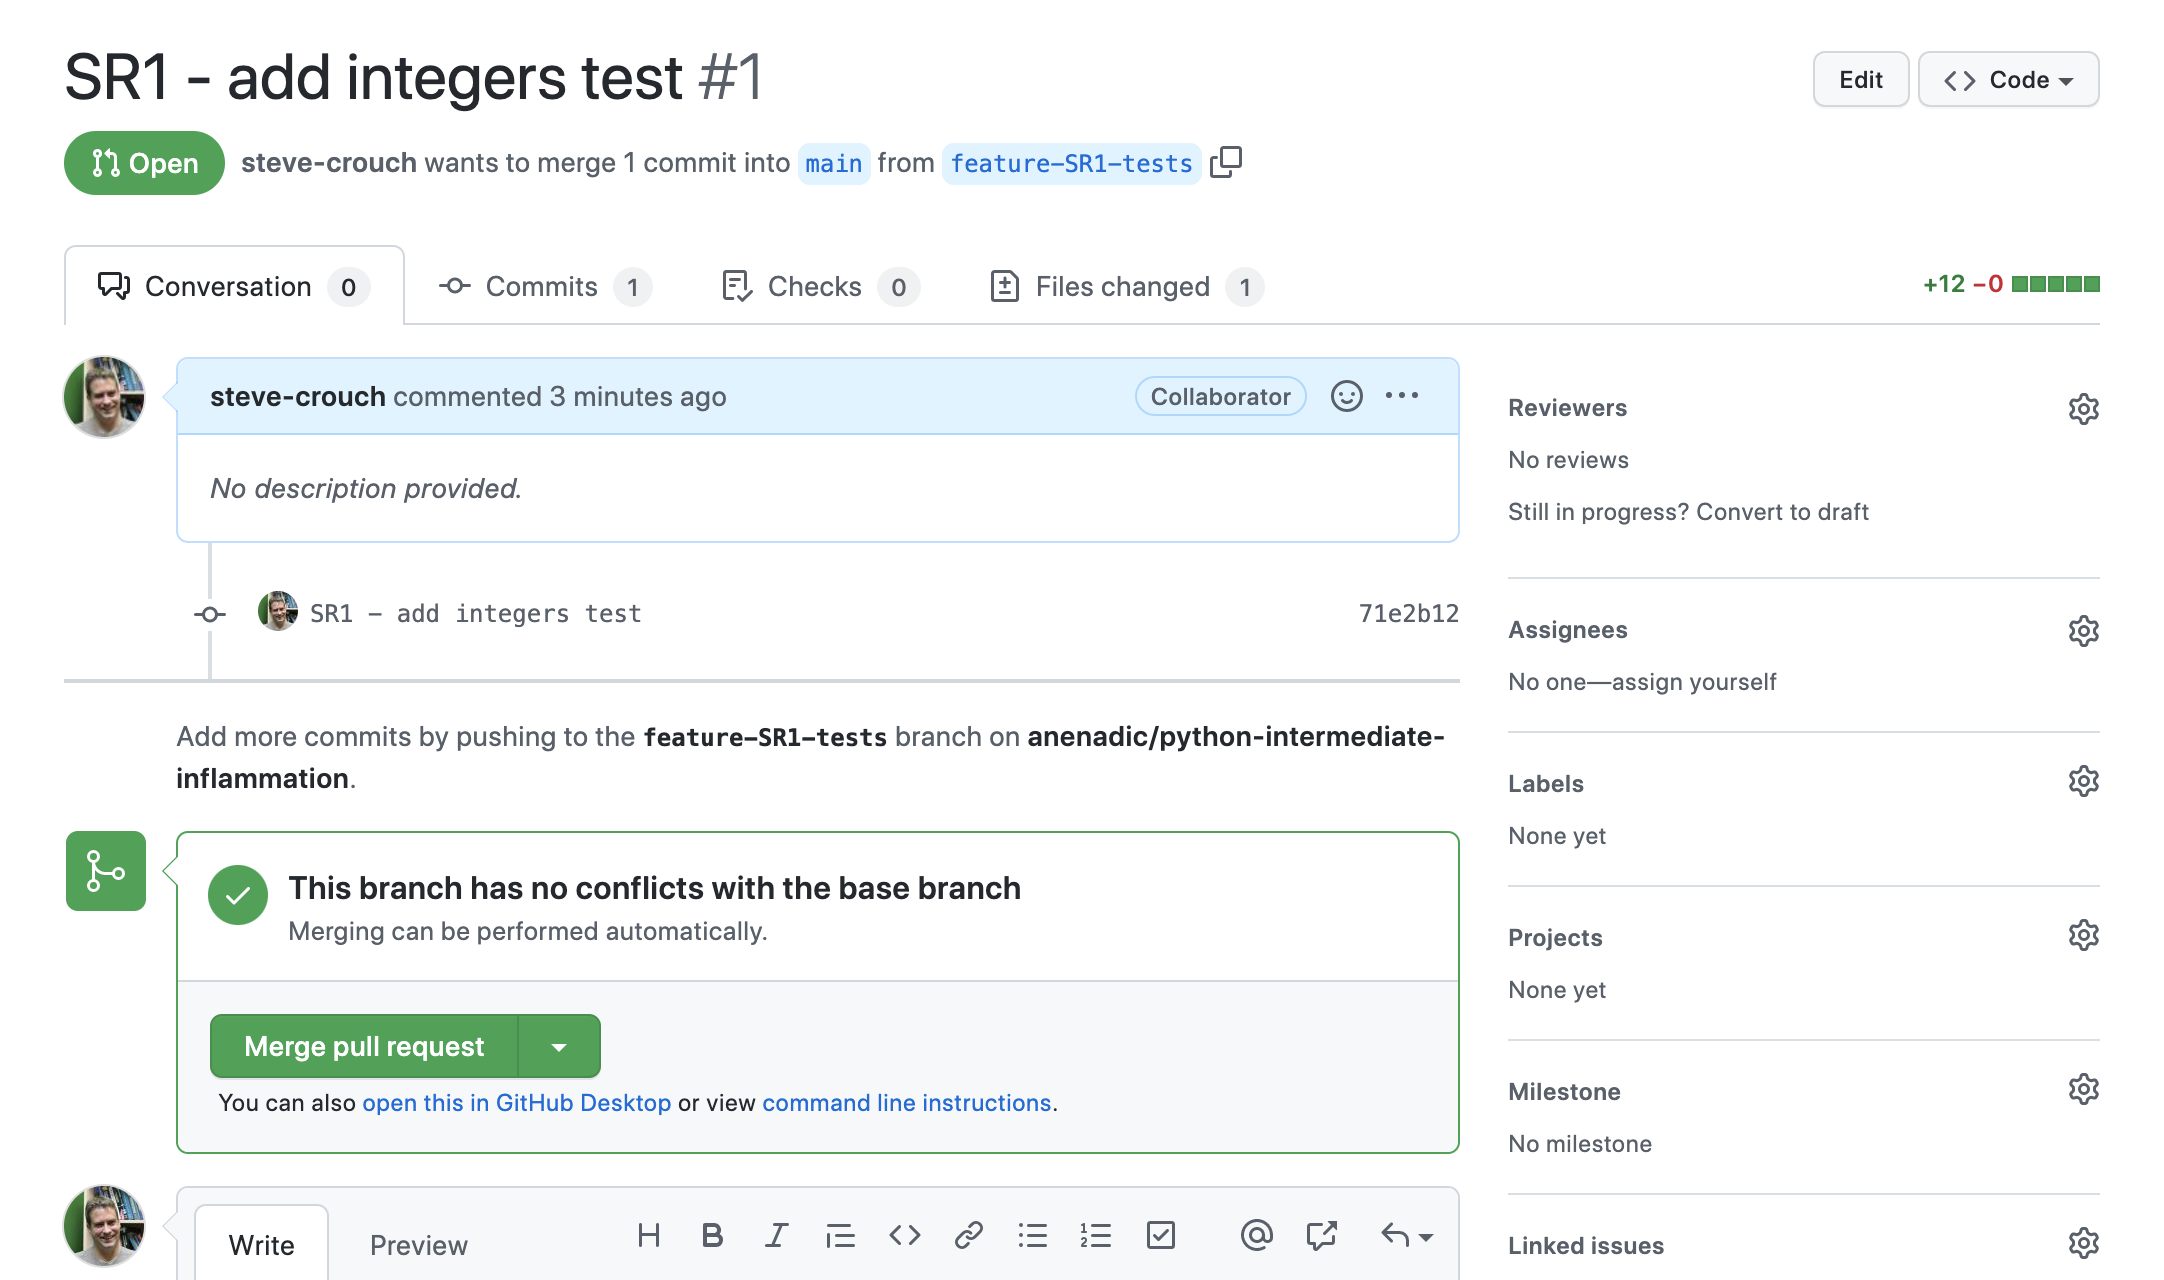 SR1 - add integers test #1
Edit
Code
Open
steve-crouch wants to merge 1 commit into main from feature-SR1-tests
Conversation 0
Commits 1
Checks 0
Files changed 1
+12 −0
steve-crouch commented 3 minutes ago
Collaborator
No description provided.
SR1 - add integers test
71e2b12
Add more commits by pushing to the feature-SR1-tests branch on anenadic/python-intermediate-
inflammation.
This branch has no conflicts with the base branch
Merging can be performed automatically.
Merge pull request
You can also open this in GitHub Desktop or view command line instructions.
Write
Preview
Reviewers
No reviews
Still in progress? Convert to draft
Assignees
No one—assign yourself
Labels
None yet
Projects
None yet
Milestone
No milestone
Linked issues